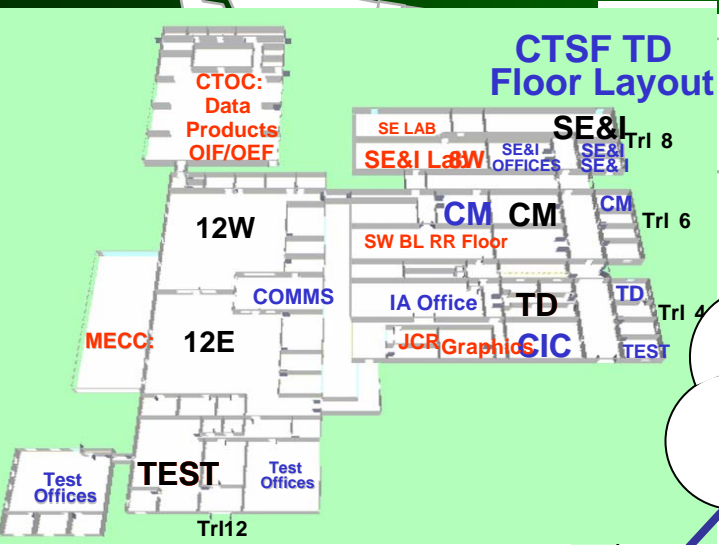 CTSF TD
Floor Layout
CTOC:
Data
Products
OIF/OEF
SE LAB
SE&I
Trl 8
SE&I Lab
8W
SE&I
OFFICES
SE&I
SE&I
12W
CM
CM
CM
Trl 6
SW BL RR Floor
COMMS
IA Office
TD
TD
Trl 4
MECC:
12E
JCR
Graphics
CIC
TEST
Test
Offices
TEST
Test
Offices
Trl12